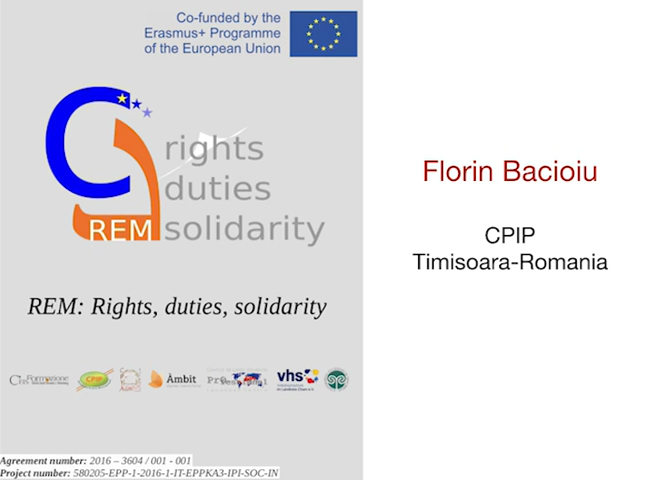 Co-funded by the
Erasmus+ Programme
of the European Union
rights
duties
solidarity
REM
REM: Rights, duties, solidarity
CPIP
Àmbit
vhs
Agreement number: 2016 – 3604 / 001 - 001
Project number: 580205-EPP-1-2016-1-IT-EPPKA3-IPI-SOC-IN
Florin Bacioiu
CPIP
Timisoara-Romania